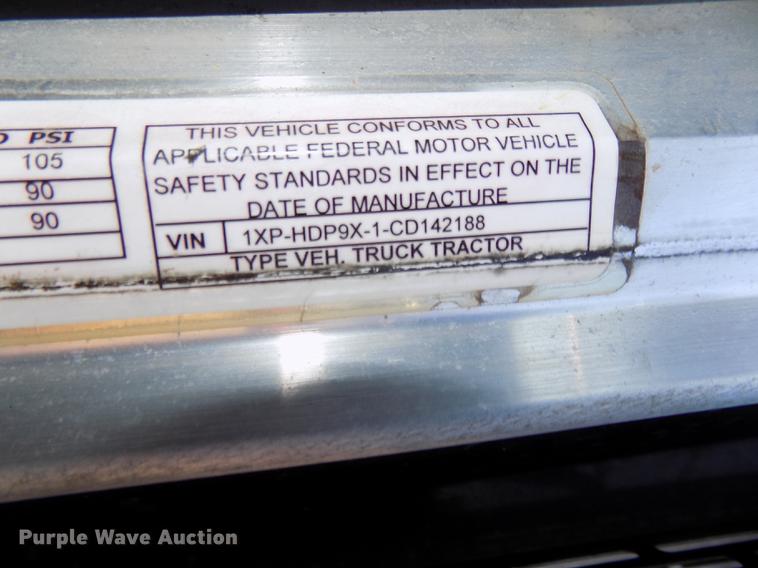 D PSI
105
90
90
THIS VEHICLE CONFORMS TO ALL
APPLICABLE FEDERAL MOTOR VEHICLE
SAFETY STANDARDS IN EFFECT ON THE
DATE OF MANUFACTURE
VIN 1XP-HDP9X-1-CD142188
TYPE VEH. TRUCK TRACTOR
Purple Wave Auction